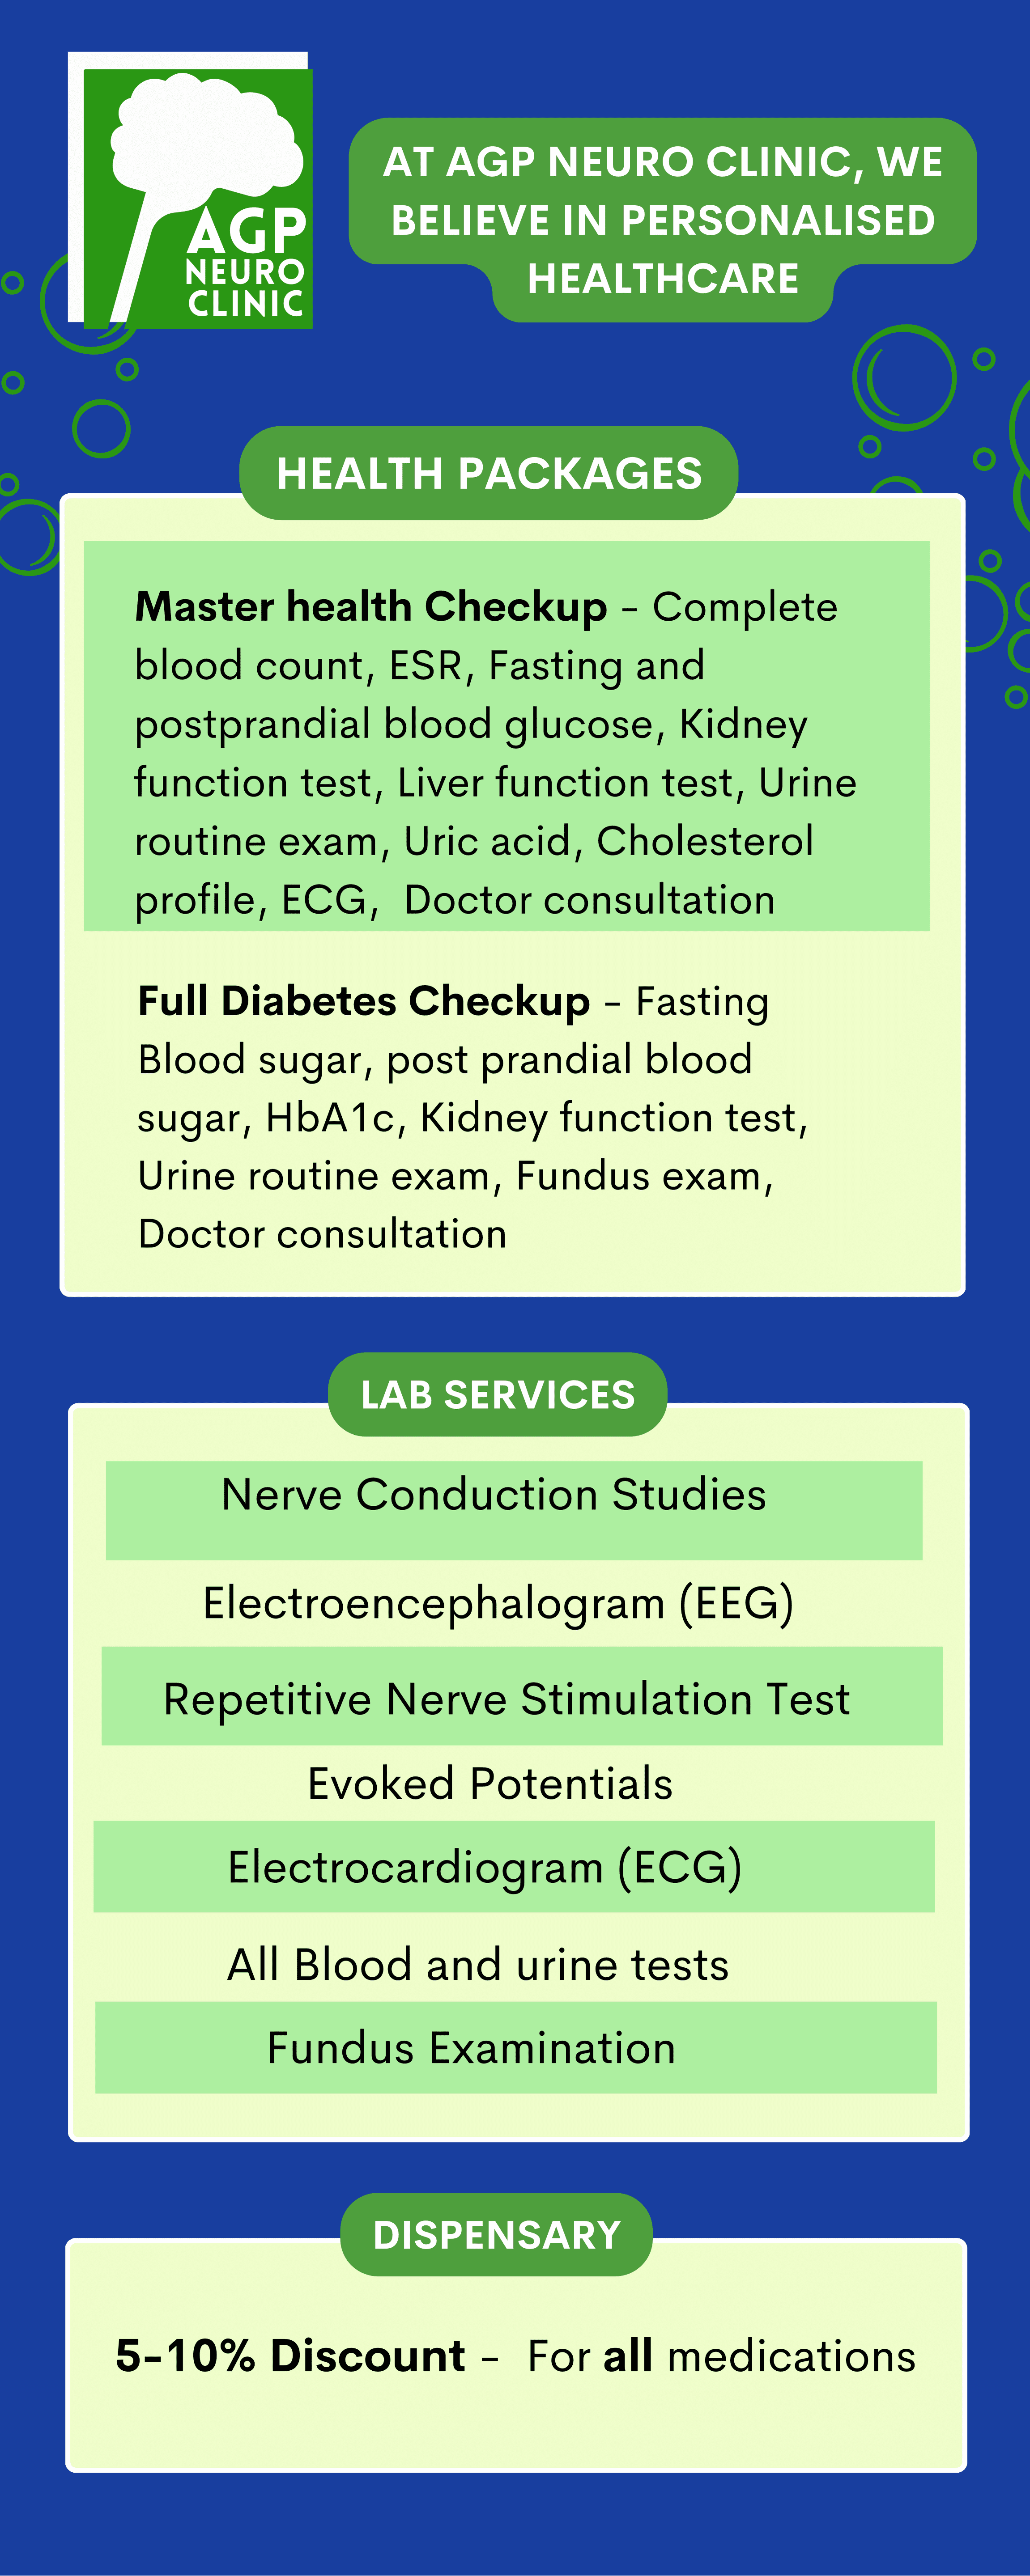 AGP
NEURO
CLINIC
AT AGP NEURO CLINIC, WE
BELIEVE IN PERSONALISED
HEALTHCARE
HEALTH PACKAGES
Master health Checkup - Complete
blood count, ESR, Fasting and
postprandial blood glucose, Kidney
function test, Liver function test, Urine
routine exam, Uric acid, Cholesterol
profile, ECG,  Doctor consultation
Full Diabetes Checkup - Fasting
Blood sugar, post prandial blood
sugar, HbA1c, Kidney function test,
Urine routine exam, Fundus exam,
Doctor consultation
LAB SERVICES
Nerve Conduction Studies
Electroencephalogram (EEG)
Repetitive Nerve Stimulation Test
Evoked Potentials
Electrocardiogram (ECG)
All Blood and urine tests
Fundus Examination
DISPENSARY
5-10% Discount -  For all medications